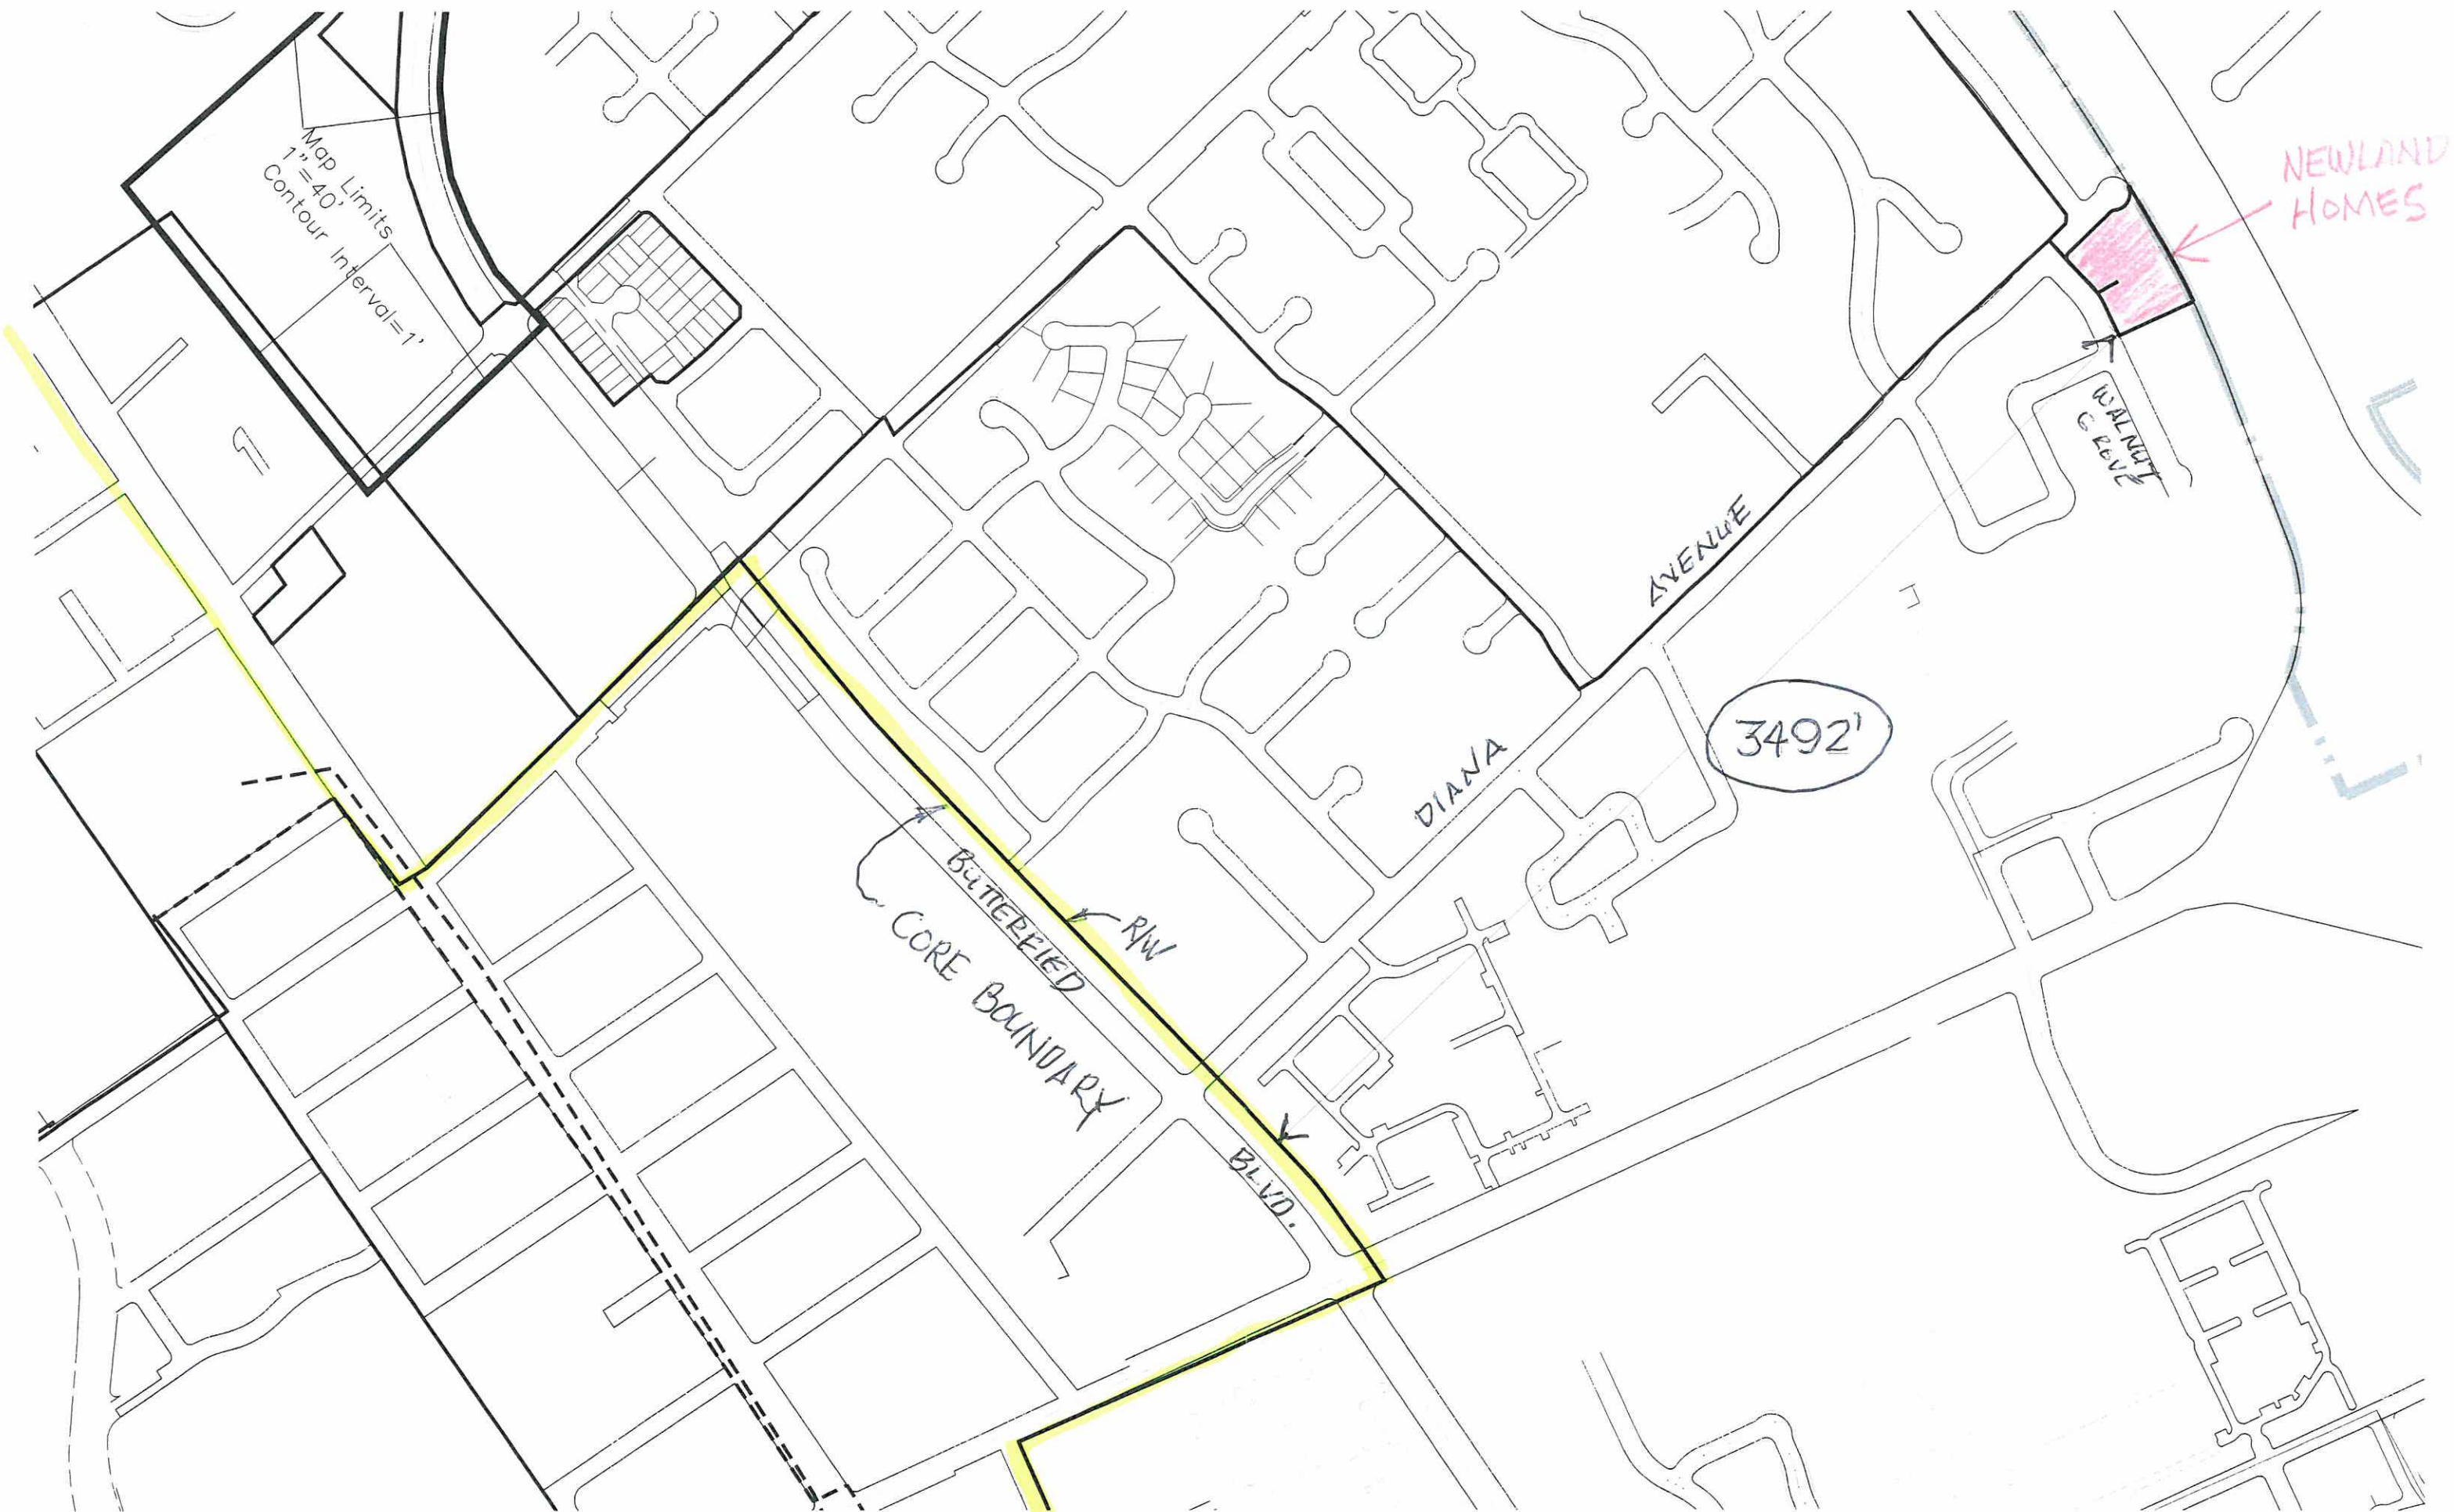 Map Limits
1"=40'
Contour Interval=1'
NEWLAND
HOMES
WALNUT
GROVE
AVENUE
DIANA
3492'
BUTTERFIELD
R/W
CORE BOUNDARY
BLVD.